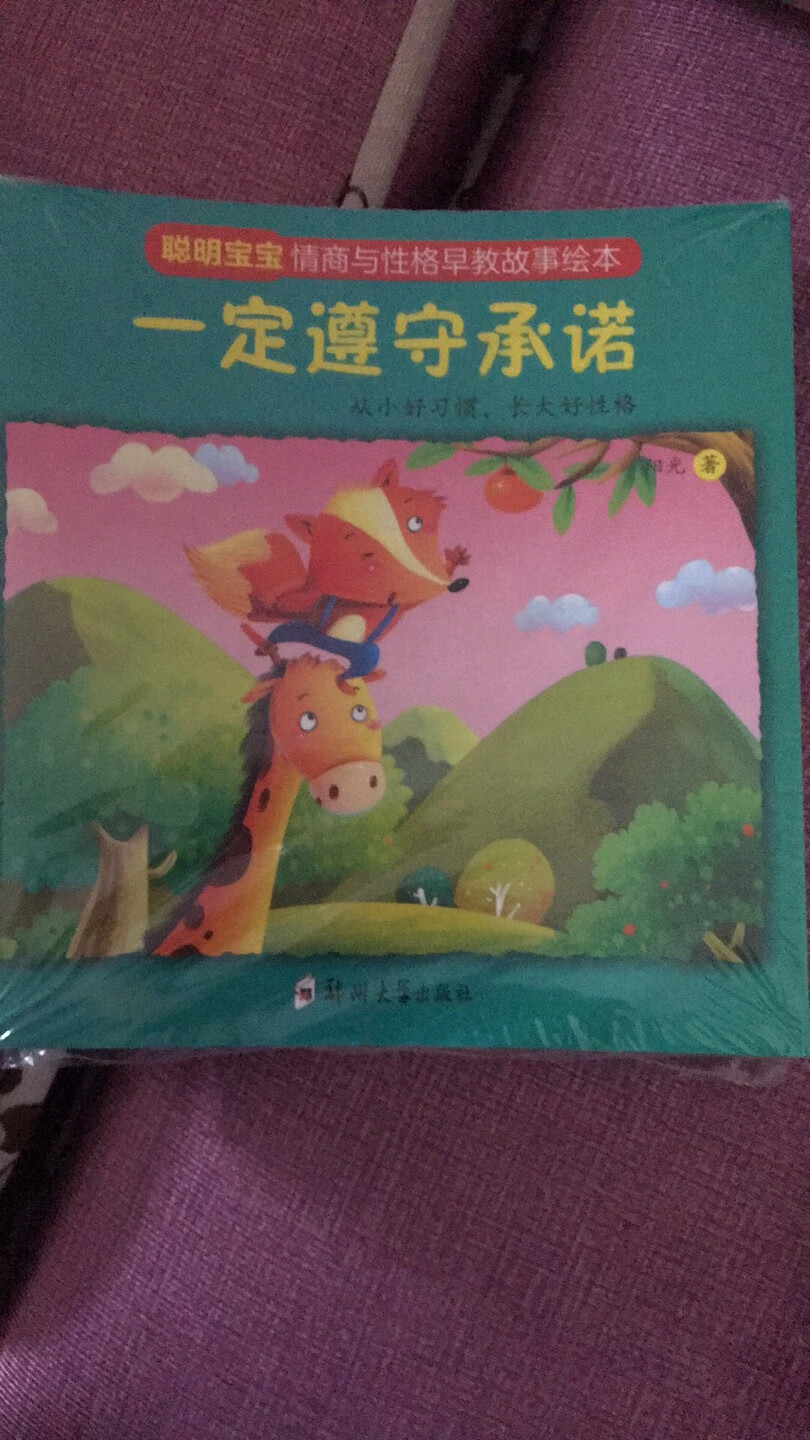 聪明宝宝 情商与性格早教故事绘本
一定遵守承诺
从小好习惯，长大好性格
阳光 著
郑州大学出版社